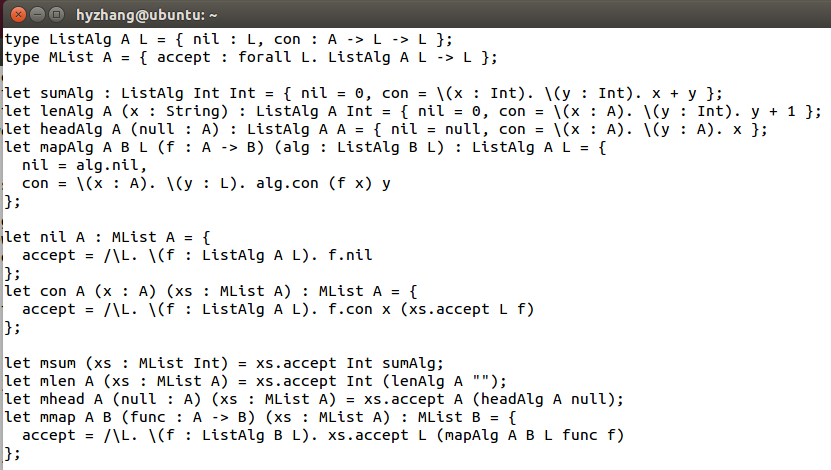 hyzhang@ubuntu: ~
type ListAlg A L = { nil : L, con : A -> L -> L };
type MList A = { accept : forall L. ListAlg A L -> L };

let sumAlg : ListAlg Int Int = { nil = 0, con = \(x : Int). \(y : Int). x + y };
let lenAlg A (x : String) : ListAlg A Int = { nil = 0, con = \(x : A). \(y : Int). y + 1 };
let headAlg A (null : A) : ListAlg A A = { nil = null, con = \(x : A). \(y : A). x };
let mapAlg A B L (f : A -> B) (alg : ListAlg B L) : ListAlg A L = {
  nil = alg.nil,
  con = \(x : A). \(y : L). alg.con (f x) y
};

let nil A : MList A = {
  accept = /\L. \(f : ListAlg A L). f.nil
};
let con A (x : A) (xs : MList A) : MList A = {
  accept = /\L. \(f : ListAlg A L). f.con x (xs.accept L f)
};

let msum (xs : MList Int) = xs.accept Int sumAlg;
let mlen A (xs : MList A) = xs.accept Int (lenAlg A "");
let mhead A (null : A) (xs : MList A) = xs.accept A (headAlg A null);
let mmap A B (func : A -> B) (xs : MList A) : MList B = {
  accept = /\L. \(f : ListAlg B L). xs.accept L (mapAlg A B L func f)
};